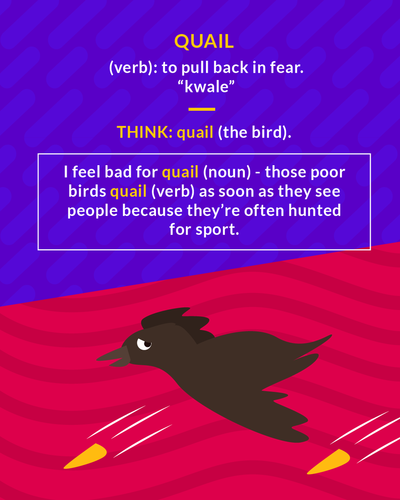 QUAIL
(verb): to pull back in fear.
“kwale”
THINK: quail (the bird).
I feel bad for quail (noun) - those poor
birds quail (verb) as soon as they see
people because they’re often hunted
for sport.